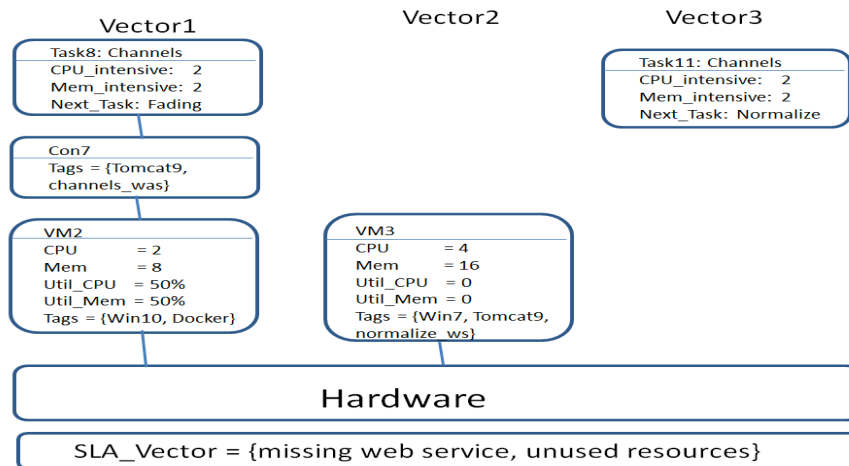 Vector1
Vector2
Vector3
Task8: Channels
CPU_intensive: 2
Mem_intensive: 2
Next_Task: Fading
Task11: Channels
CPU_intensive: 2
Mem_intensive: 2
Next_Task: Normalize
Con7
Tags = {Tomcat9,
channels_was}
VM2
CPU = 2
Mem = 8
Util_CPU = 50%
Util_Mem = 50%
Tags = {Win10, Docker}
VM3
CPU = 4
Mem = 16
Util_CPU = 0
Util_Mem = 0
Tags = {Win7, Tomcat9,
normalize_ws}
Hardware
SLA_Vector = {missing web service, unused resources}